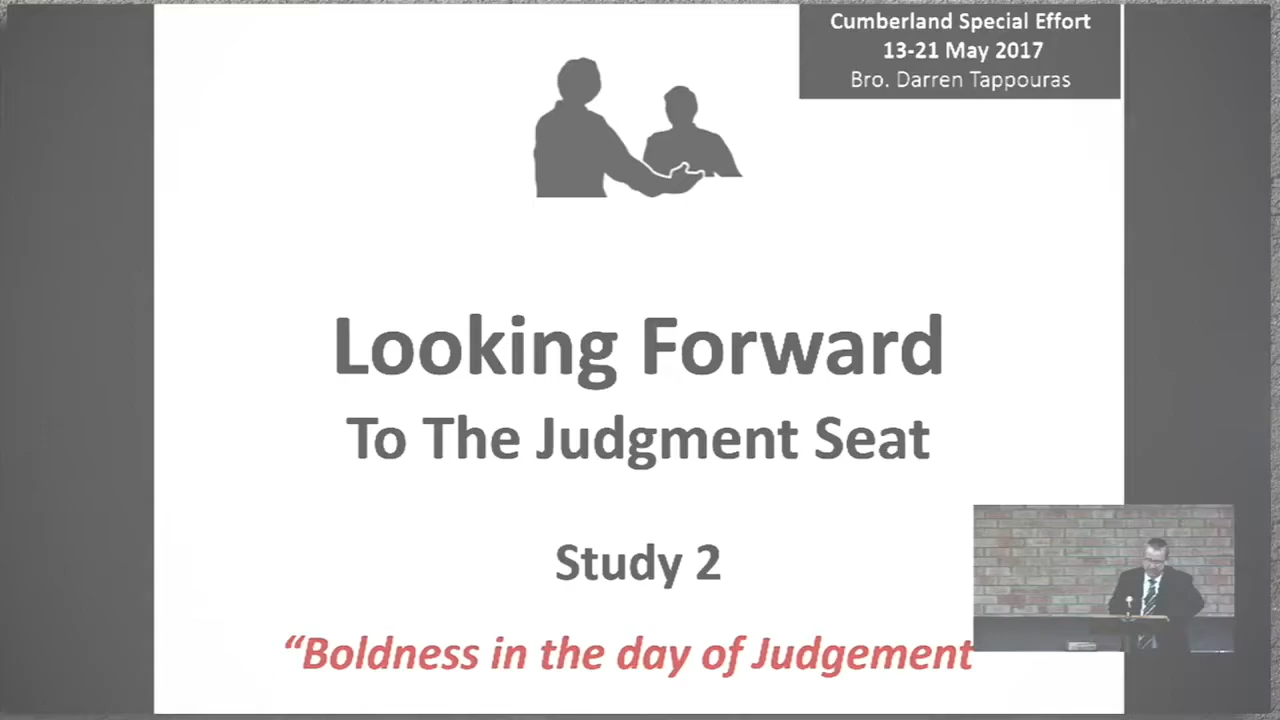 Cumberland Special Effort
13-21 May 2017
Bro. Darren Tappouras
Looking Forward
To The Judgment Seat
Study 2
“Boldness in the day of Judgement